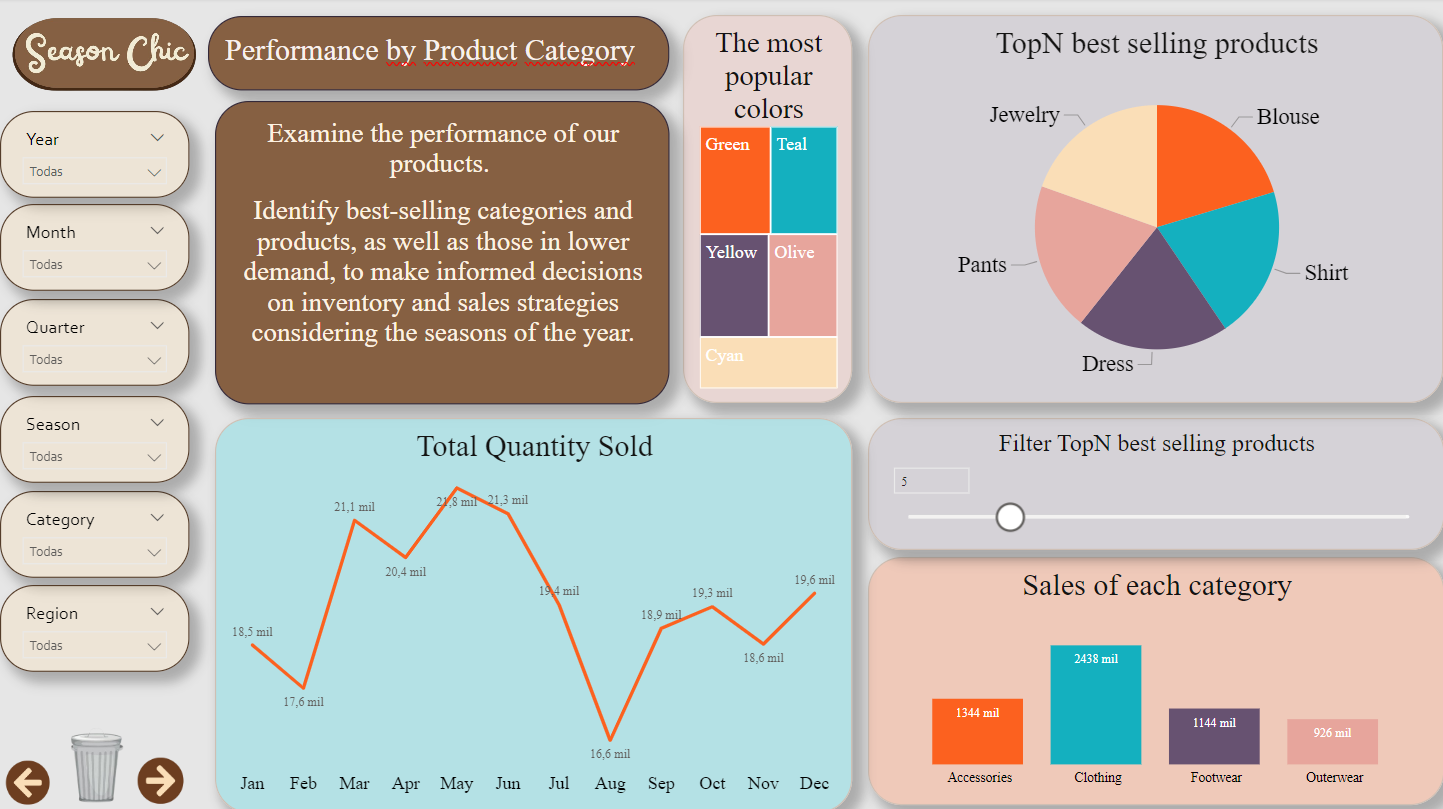 Season Chic
Performance by Product Category
Year
Todas
Month
Todas
Quarter
Todas
Season
Todas
Category
Todas
Region
Todas
Examine the performance of our
products.
Identify best-selling categories and
products, as well as those in lower
demand, to make informed decisions
on inventory and sales strategies
considering the seasons of the year.
The most
popular
colors
Green
Teal
Yellow
Olive
Cyan
TopN best selling products
Jewelry
Blouse
Pants
Shirt
Dress
Total Quantity Sold
18,5 mil
17,6 mil
21,1 mil
20,4 mil
21,8 mil
21,3 mil
19,4 mil
16,6 mil
18,9 mil
19,3 mil
18,6 mil
19,6 mil
Jan Feb Mar Apr May Jun Jul Aug Sep Oct Nov Dec
Filter TopN best selling products
5
Sales of each category
1344 mil
2438 mil
1144 mil
926 mil
Accessories Clothing Footwear Outerwear